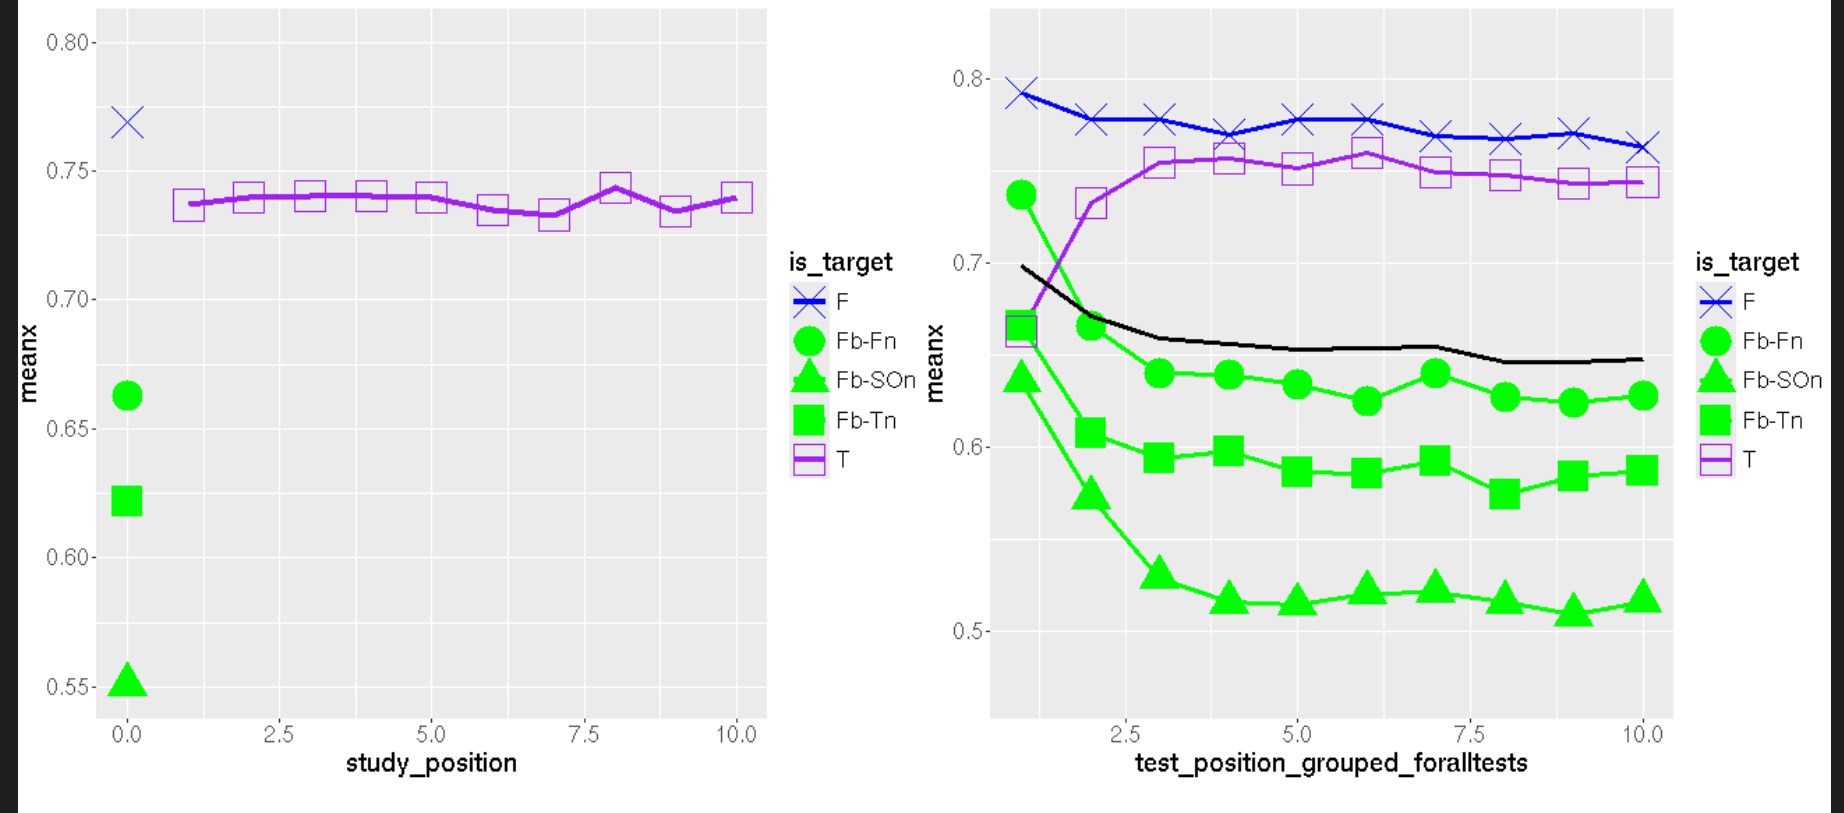 meanx
0.80
0.75
0.70
0.65
0.60
0.55
0.0 2.5 5.0 7.5 10.0
study_position
is_target
F
Fb-Fn
Fb-SOn
Fb-Tn
T
meanx
0.8
0.7
0.6
0.5
2.5 5.0 7.5 10.0
test_position_grouped_foralltests
is_target
F
Fb-Fn
Fb-SOn
Fb-Tn
T